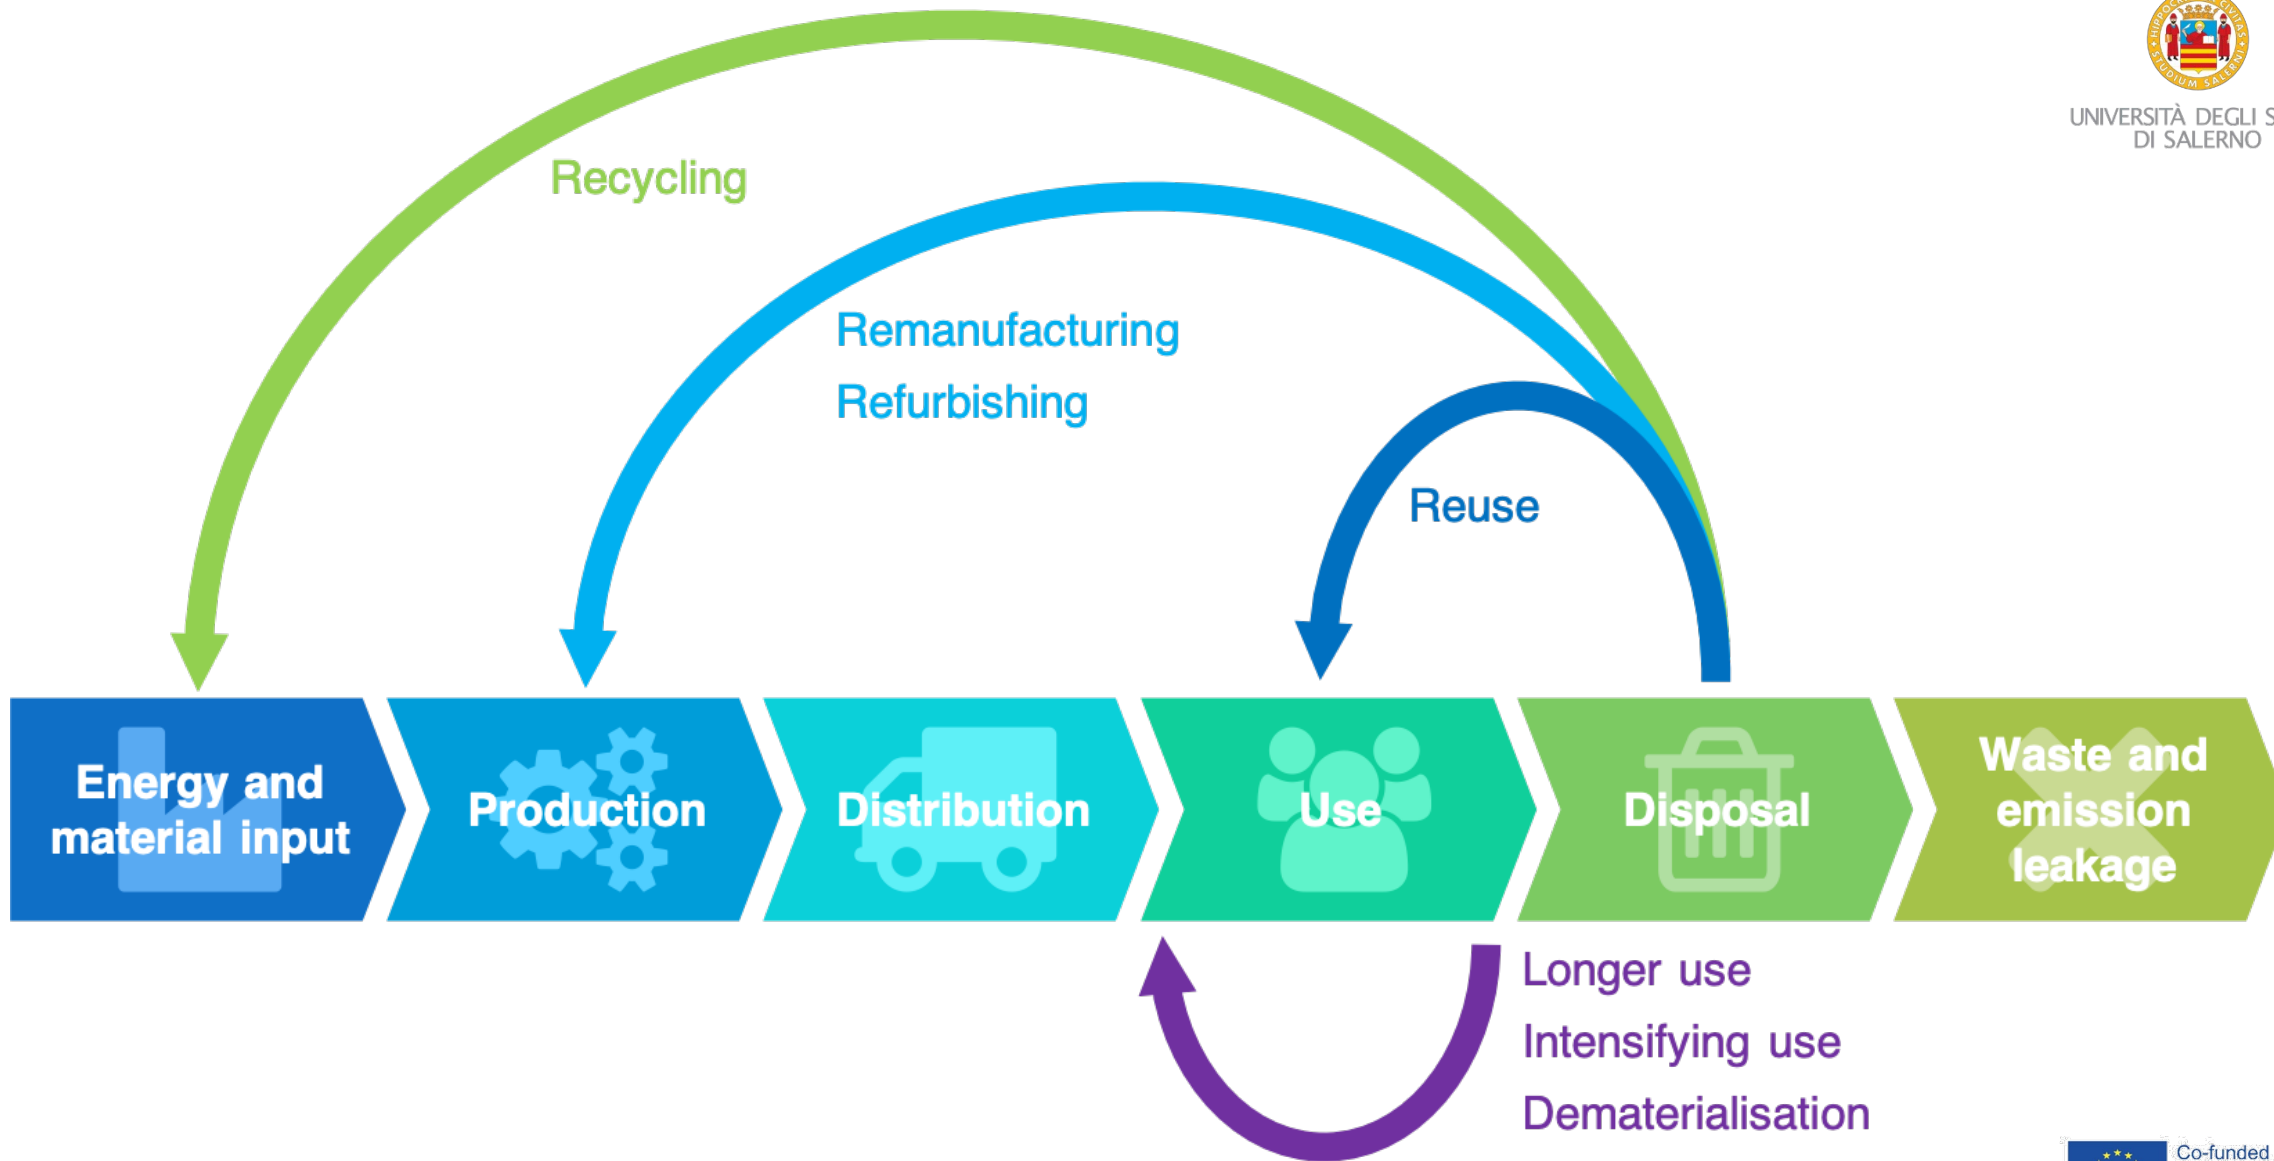 UNIVERSITÀ DEGLI
DI SALERNO
Recycling
Remanufacturing
Refurbishing
Reuse
Energy and
material input
Production
Distribution
Use
Disposal
Waste and
emission
leakage
Longer use
Intensifying use
Dematerialisation
Co-funded